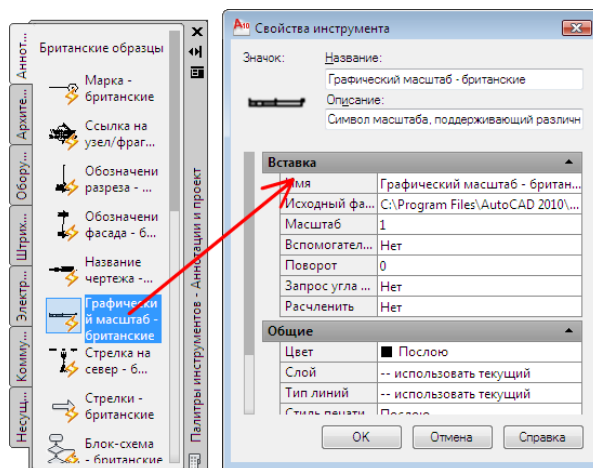 Британские образцы
Марка -
британские
Ссылка на
узел/фраг...
Обозначени
разреза - ...
Обозначени
фасада - б...
Название
чертежа -...
Графически
й масштаб -
британские
Стрелка на
север - б...
Стрелки -
британские
Блок-схема
- британские
Аннот...
Архите...
Обору...
Штрих...
Электр...
Комму...
Несущ...
Палитры инструментов - Аннотации и проект
Свойства инструмента
Значок:
Название:
Графический масштаб - британские
Описание:
Символ масштаба, поддерживающий различн
Вставка
Имя Графический масштаб - британ...
Исходный фа... C:\Program Files\AutoCAD 2010\...
Масштаб 1
Вспомогател... Нет
Поворот 0
Запрос угла ... Нет
Расчленить Нет
Общие
Цвет Послою
Слой -- использовать текущий
Тип линий -- использовать текущий
Стиль печати Послою
OK Отмена Справка